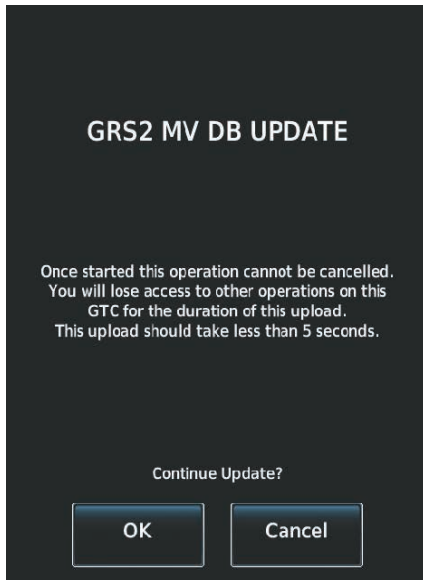 GRS2 MV DB UPDATE
Once started this operation cannot be cancelled.
You will lose access to other operations on this
GTC for the duration of this upload.
This upload should take less than 5 seconds.
Continue Update?
OK Cancel